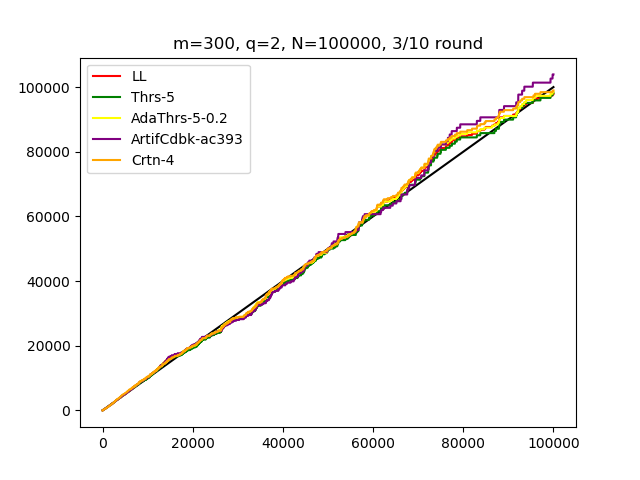 m=300, q=2, N=100000, 3/10 round
LL
Thrs-5
AdaThrs-5-0.2
ArtifCdbk-ac393
Crtn-4
100000
80000
60000
40000
20000
0
0 20000 40000 60000 80000 100000